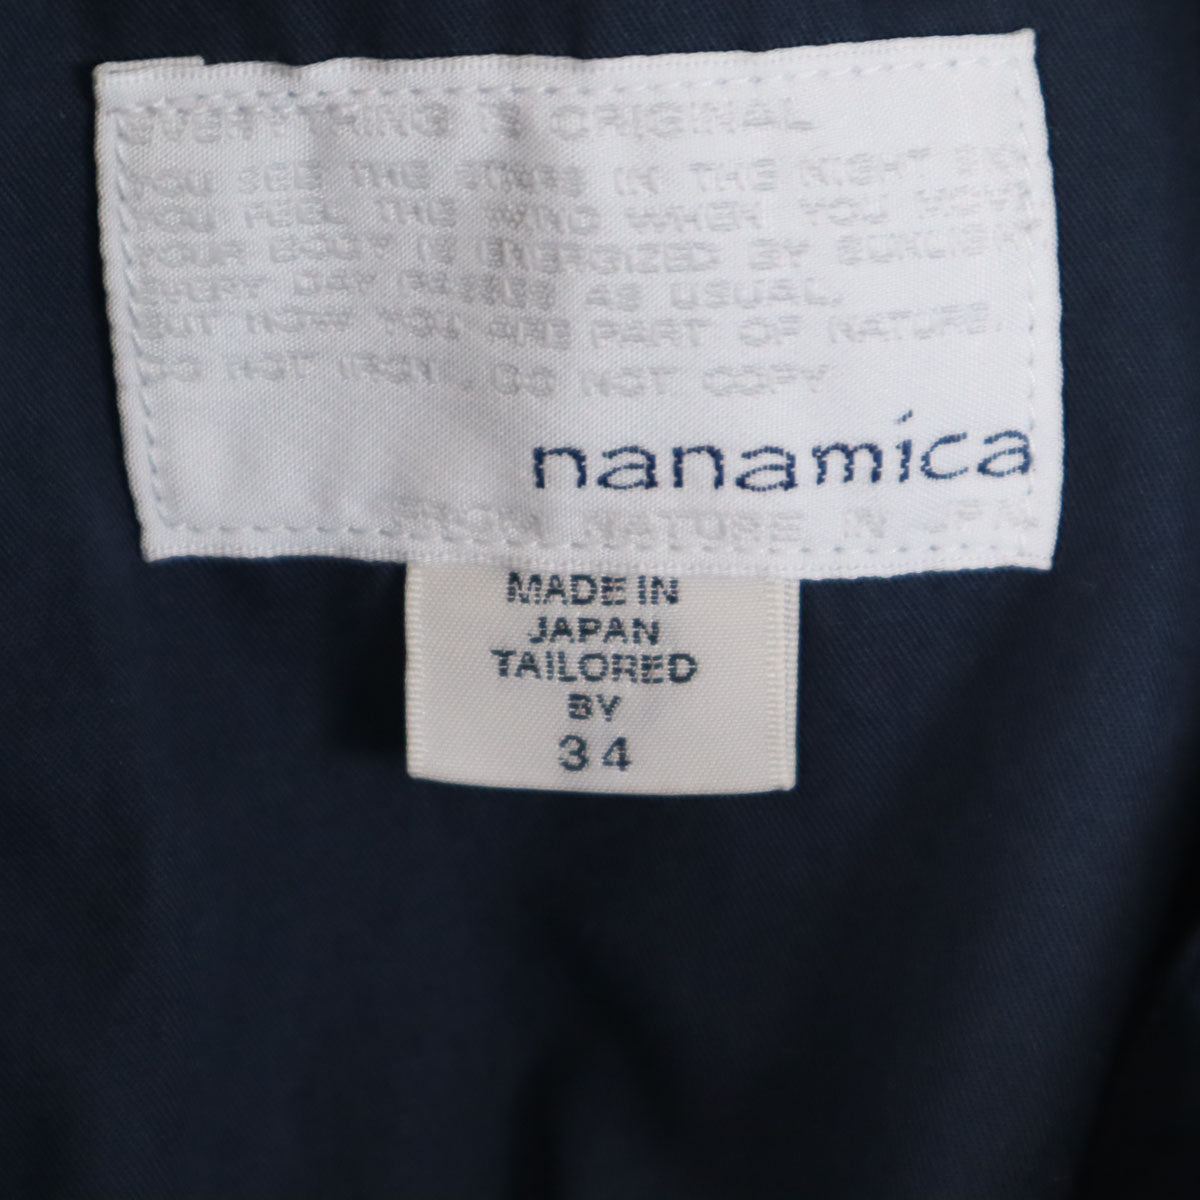 EVERYTHING IS ORIGINAL
YOU SEE THE STARS IN THE NIGHT
YOU FEEL THE WIND WHEN YOU
YOUR BODY IS ENERGIZED BY SUNLIGHT
EVERY DAY PASSES AS USUAL,
BUT NOW YOU ARE PART OF NATURE.
DO NOT IRON. DO NOT COPY
nanamica
NATURE IN JPN.
MADE IN
JAPAN
TAILORED
BY
34